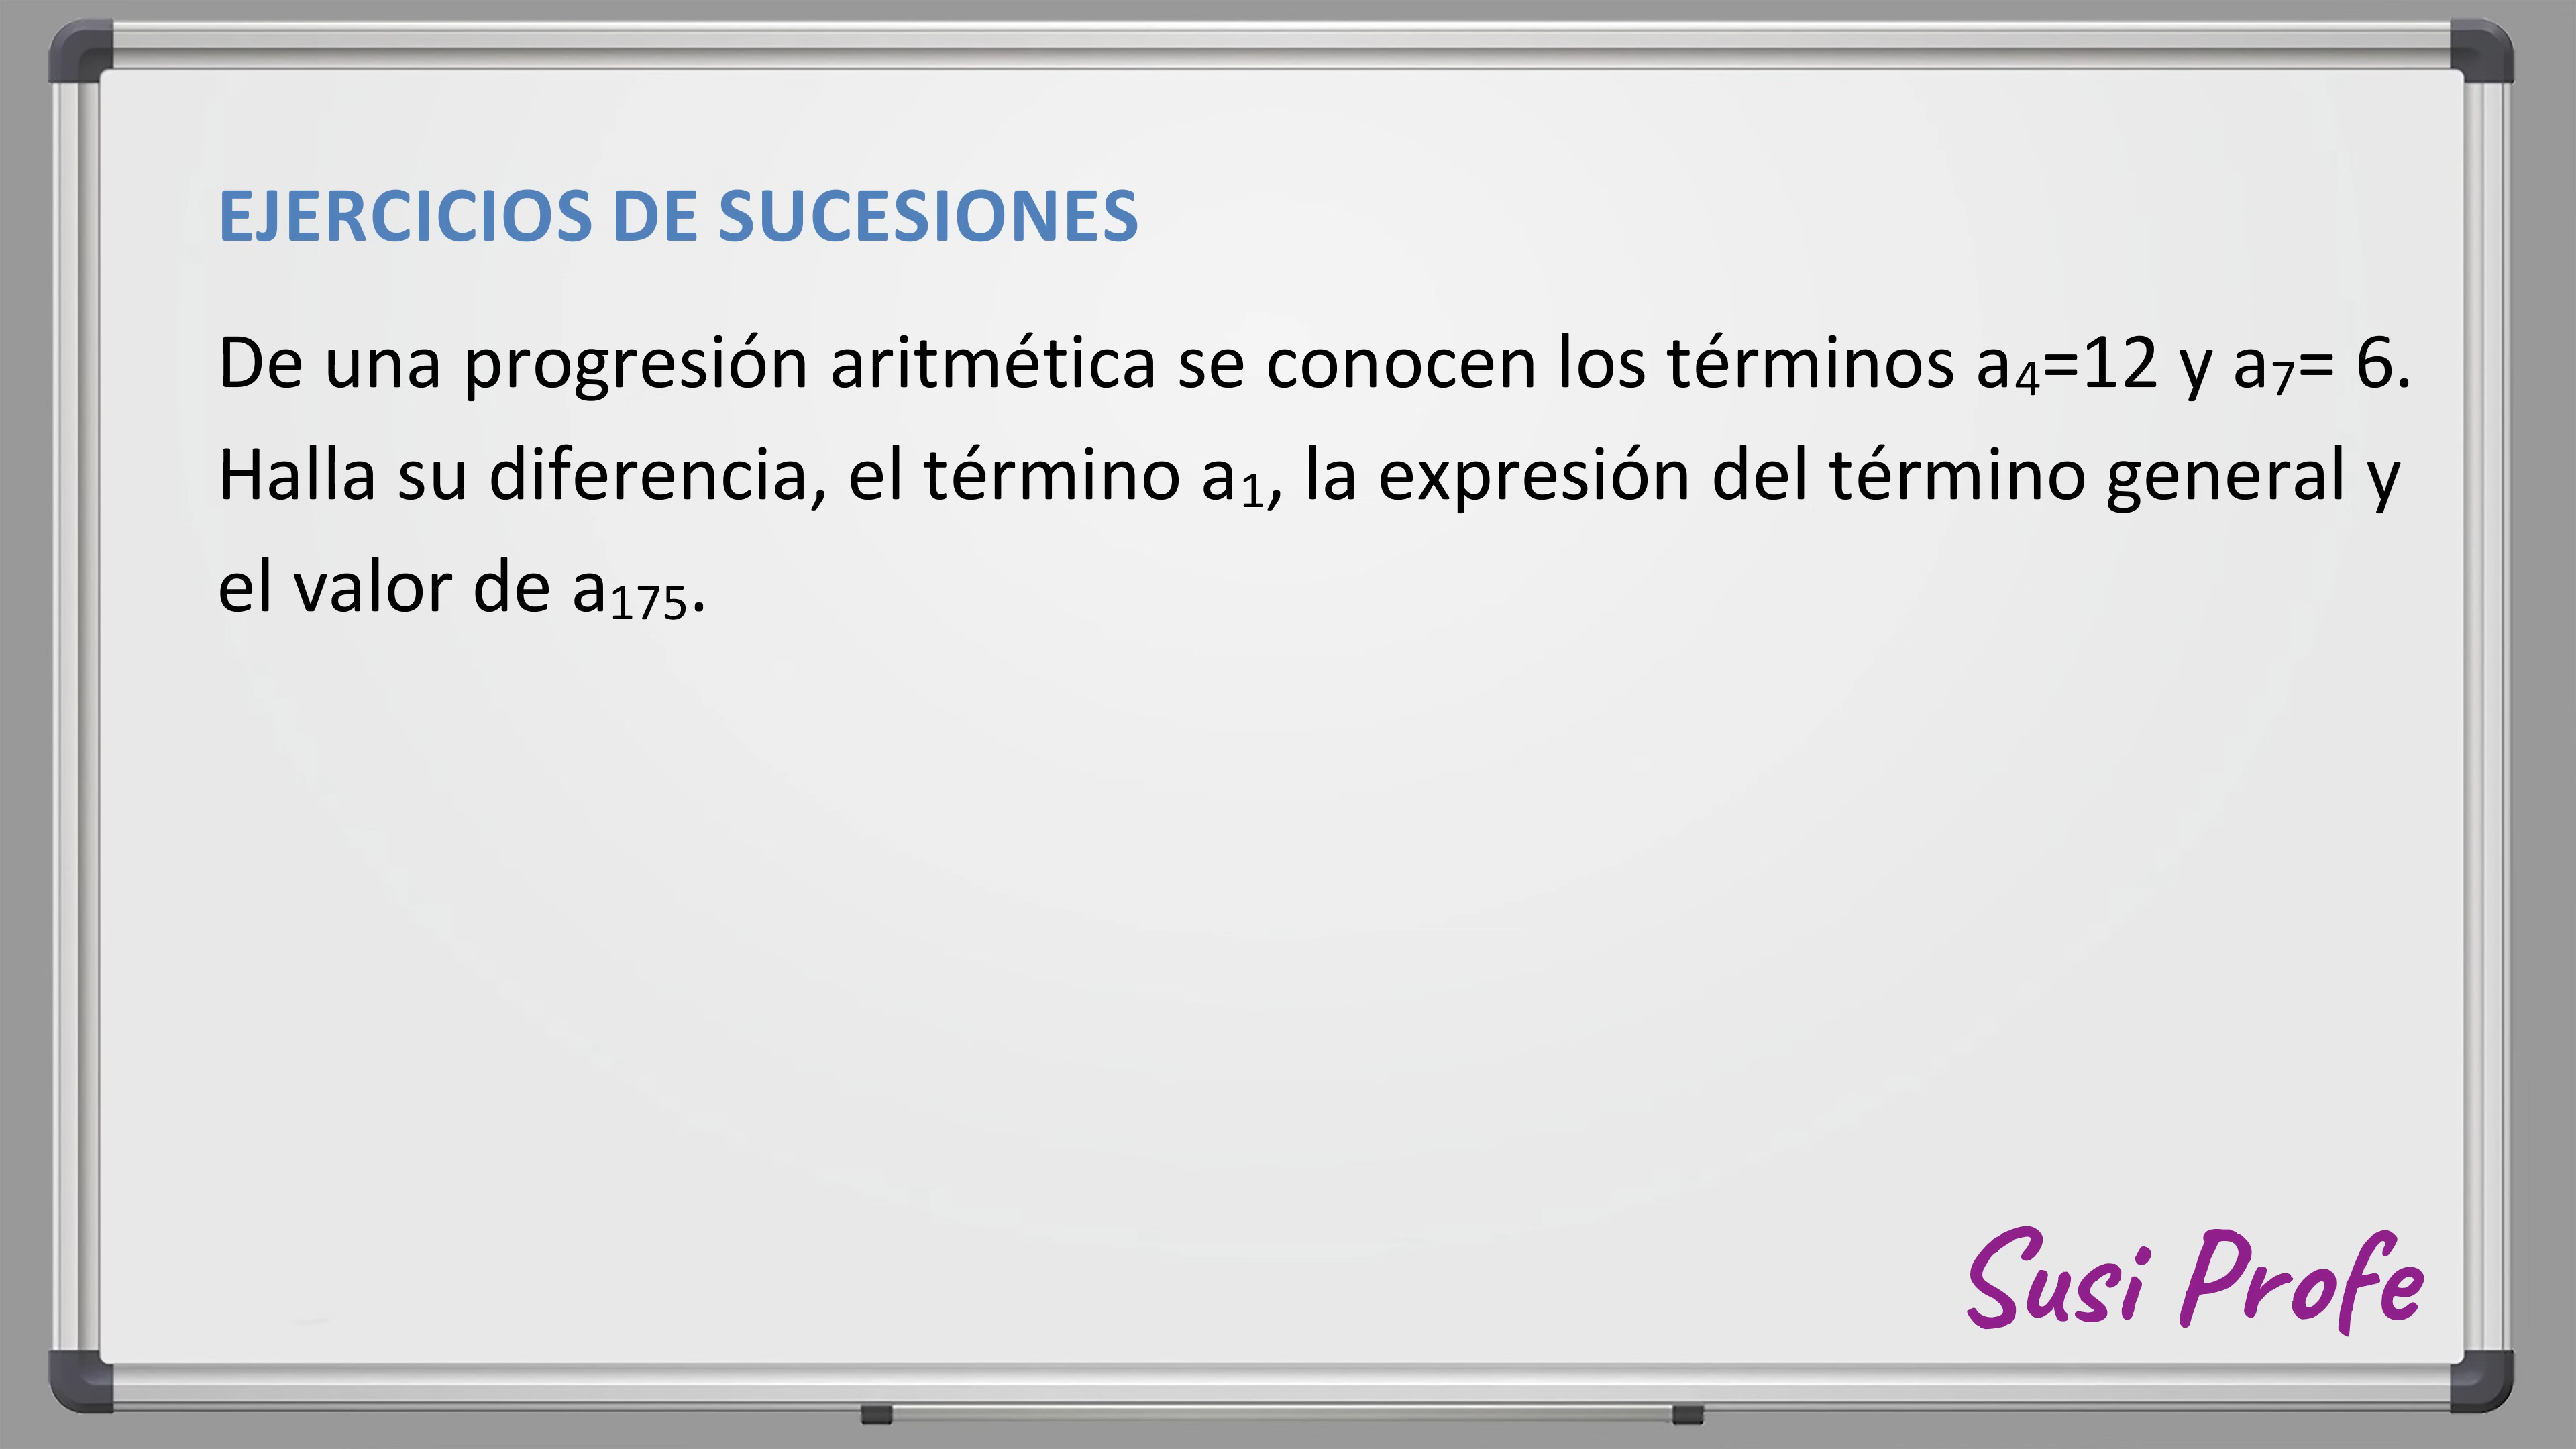 EJERCICIOS DE SUCESIONES
De una progresión aritmética se conocen los términos a₄=12 y a₇= 6.
Halla su diferencia, el término a₁, la expresión del término general y
el valor de a₁₇₅.
Susi Profe